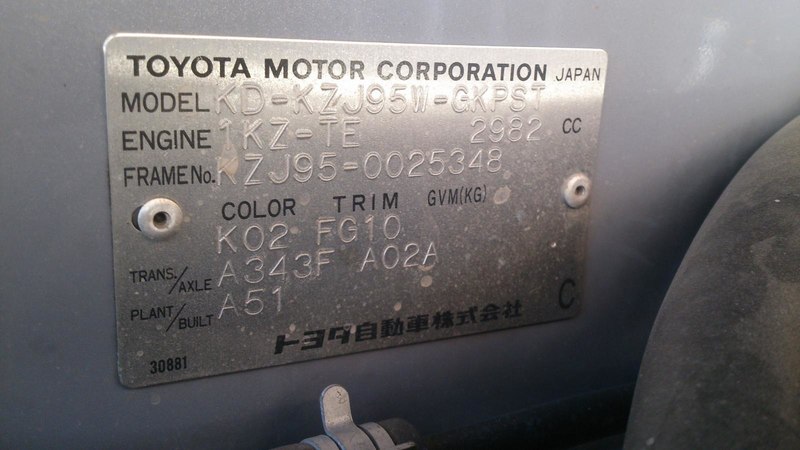 TOYOTA MOTOR CORPORATION JAPAN
MODEL KD-KZJ95W-GKPST
ENGINE 1KZ-TE 2982 CC
FRAME No. KZJ95-0025348
COLOR TRIM GVM(KG)
K02 FG10
TRANS./AXLE A343F A02A
PLANT/BUILT A51
トヨタ自動車株式会社 C
30881
2